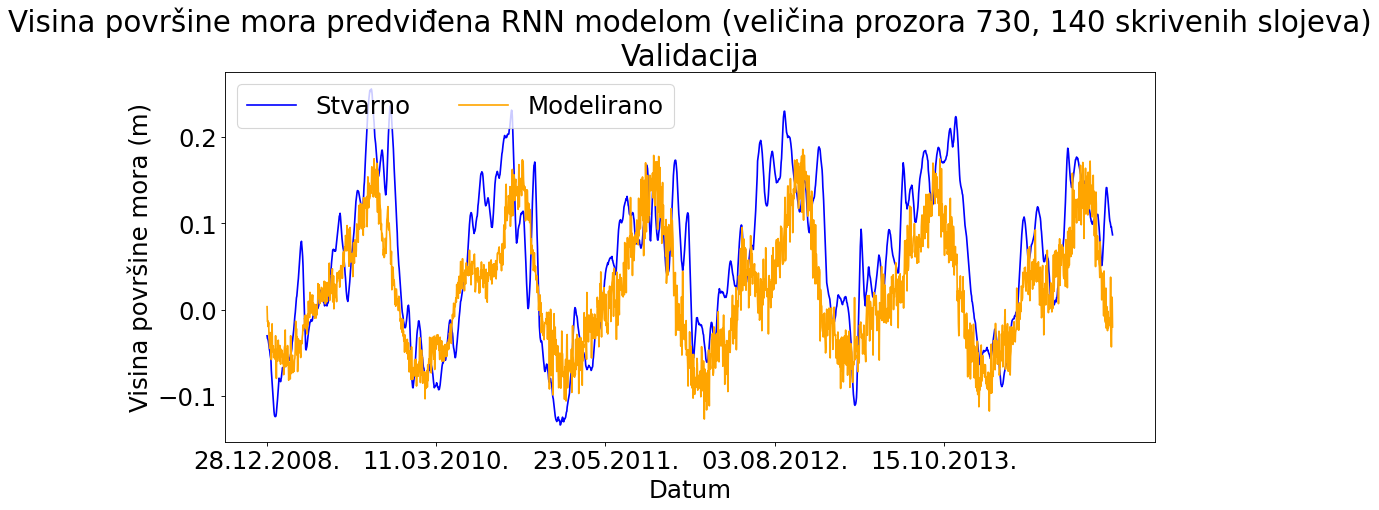 Visina površine mora predviđena RNN modelom (veličina prozora 730, 140 skrivenih slojeva)
Validacija
Stvarno
Modelirano
Visina površine mora (m)
0.2
0.1
0.0
−0.1
28.12.2008.
11.03.2010.
23.05.2011.
03.08.2012.
15.10.2013.
Datum